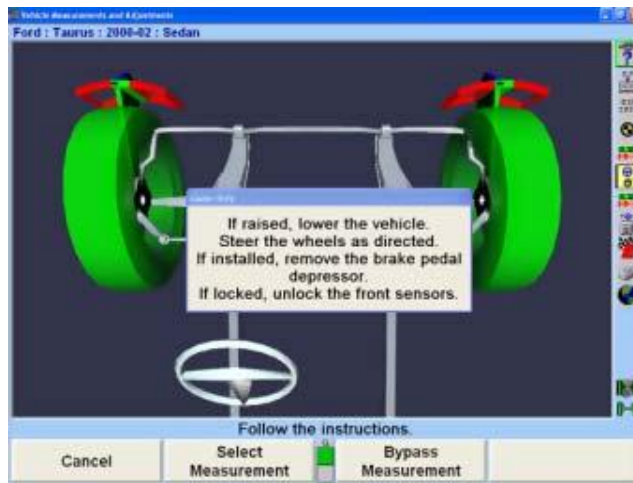 Vehicle Measurements and Adjustments
Ford : Taurus : 2000-02 : Sedan
If raised, lower the vehicle.
Steer the wheels as directed.
If installed, remove the brake pedal
depressor.
If locked, unlock the front sensors.
Follow the instructions.
Cancel
Select
Measurement
Bypass
Measurement